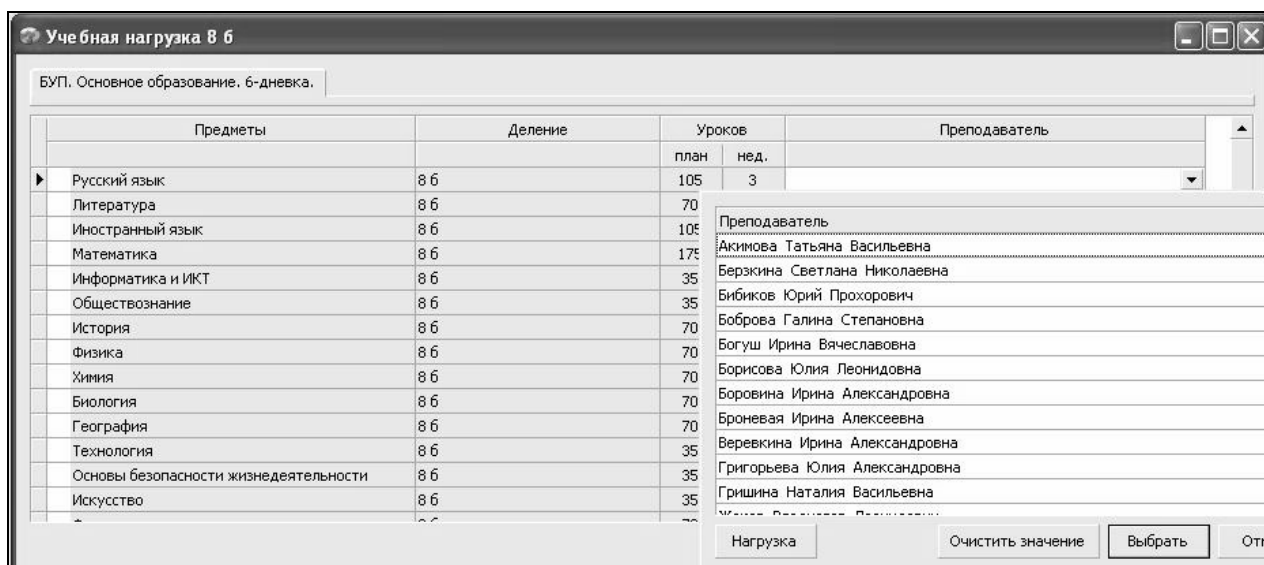 Учебная нагрузка 8 б
БУП. Основное образование. 6-дневка.
Предметы Деление Уроков Преподаватель
план нед.
Русский язык 8 б 105 3
Литература 8 б 70
Иностранный язык 8 б 105
Математика 8 б 175
Информатика и ИКТ 8 б 35
Обществознание 8 б 35
История 8 б 70
Физика 8 б 70
Химия 8 б 70
Биология 8 б 70
География 8 б 70
Технология 8 б 35
Основы безопасности жизнедеятельности 8 б 35
Искусство 8 б 35
Преподаватель
Акимова Татьяна Васильевна
Берзкина Светлана Николаевна
Бибиков Юрий Прохорович
Боброва Галина Степановна
Богуш Ирина Вячеславовна
Борисова Юлия Леонидовна
Боровина Ирина Александровна
Броневая Ирина Алексеевна
Веревкина Ирина Александровна
Григорьева Юлия Александровна
Гришина Наталия Васильевна
Нагрузка Очистить значение Выбрать